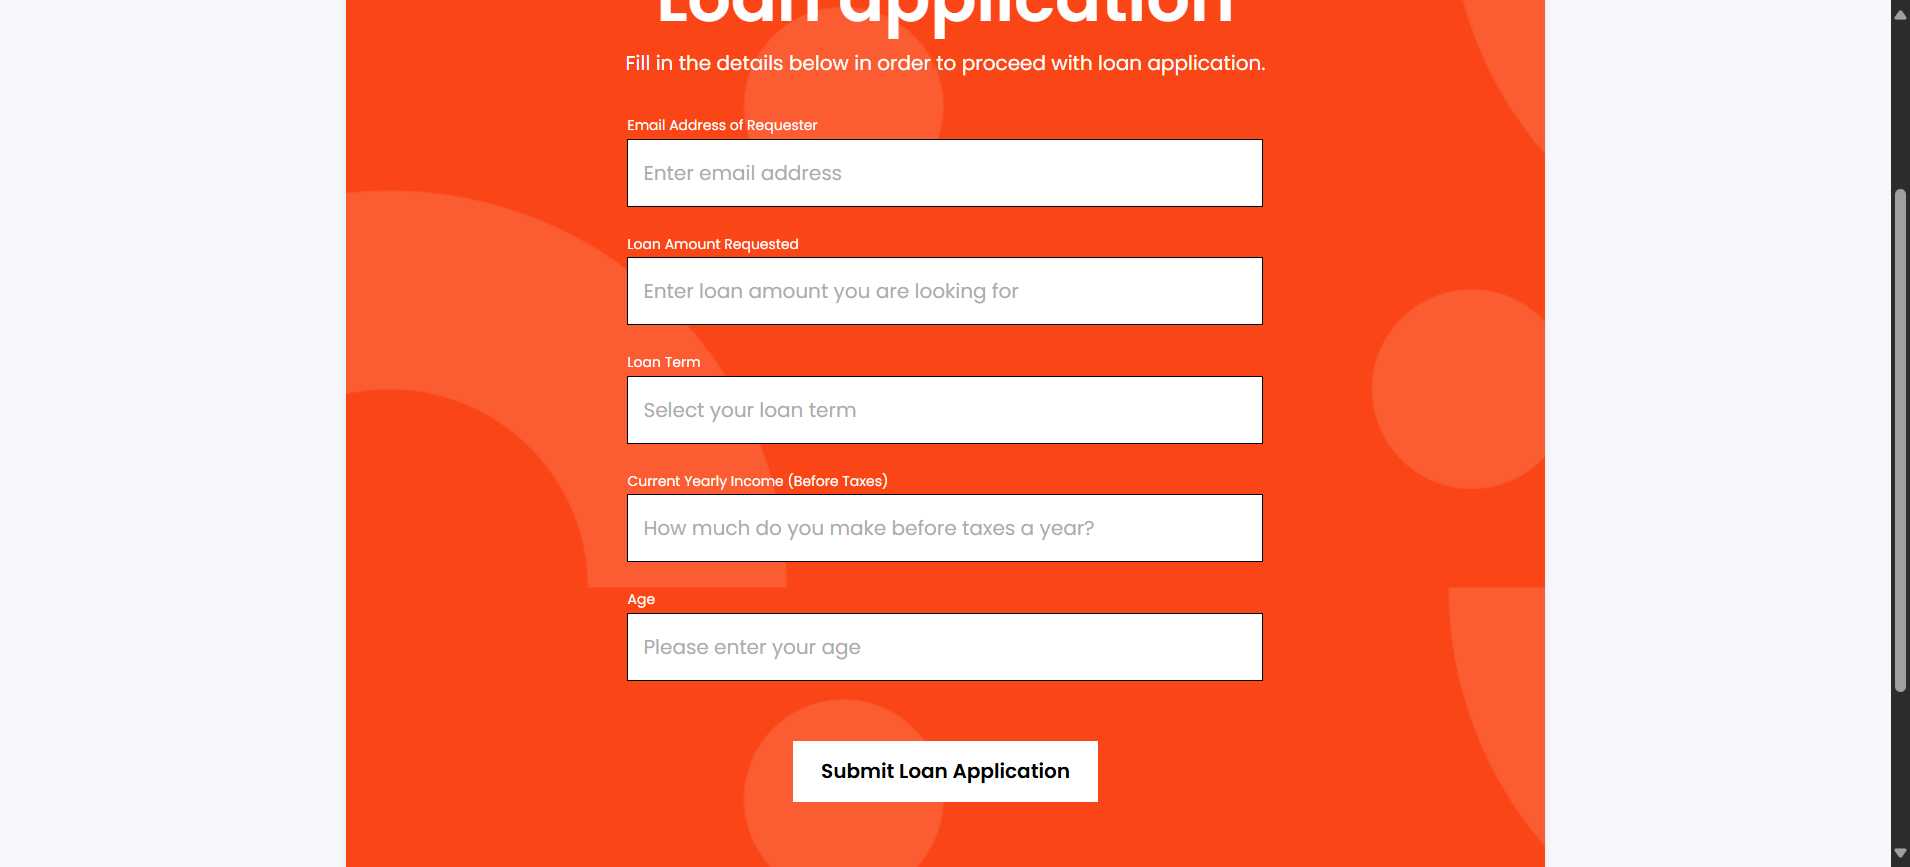 Loan application
Fill in the details below in order to proceed with loan application.
Email Address of Requester
Enter email address
Loan Amount Requested
Enter loan amount you are looking for
Loan Term
Select your loan term
Current Yearly Income (Before Taxes)
How much do you make before taxes a year?
Age
Please enter your age
Submit Loan Application